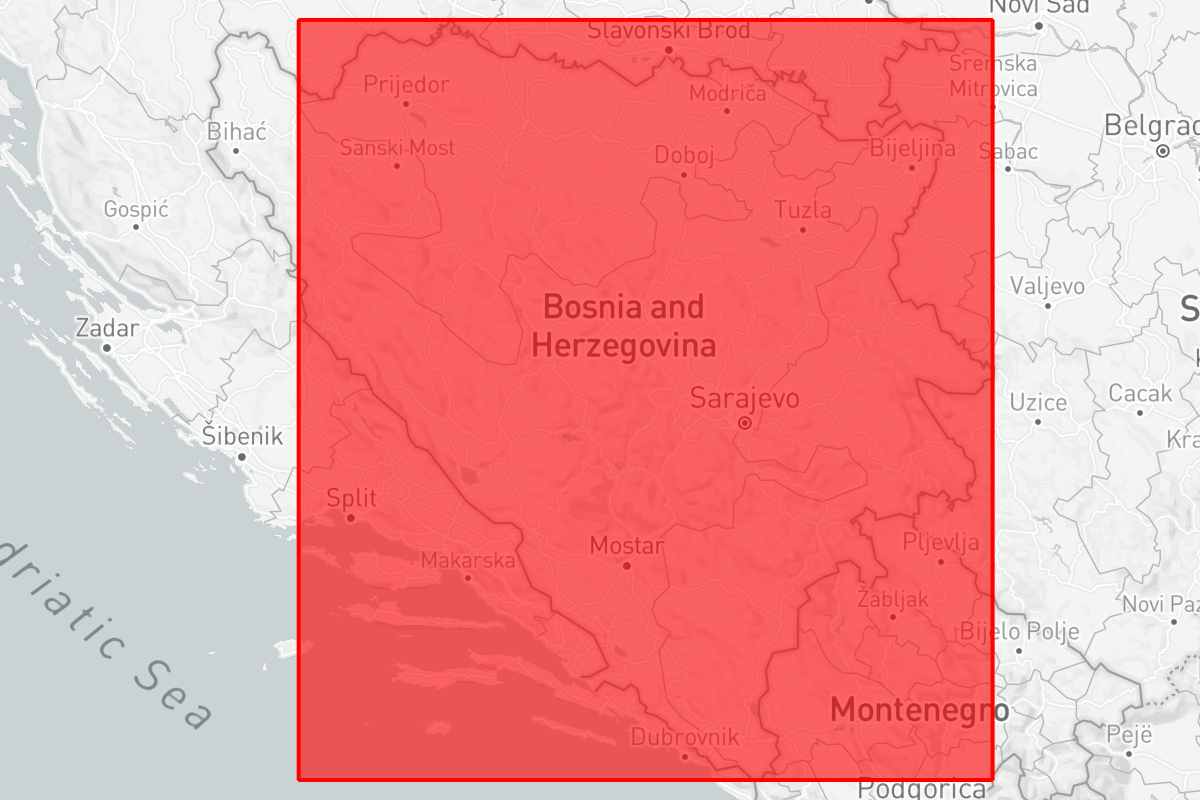 Novi Sad
Slavonski Brod
Sremska
Mitrovica
Prijedor
Modriča
Bihać
Belgrad
Sanski Most
Doboj
Bijeljina
Šabac
Gospić
Tuzla
Valjevo
Bosnia and
Herzegovina
S
Zadar
Sarajevo
Uzice
Cacak
Šibenik
Kra
Split
Mostar
Pljevlja
Makarska
driatic Sea
Žabljak
Novi Paz
Bijelo Polje
Montenegro
Dubrovnik
Pejë
Podgorica